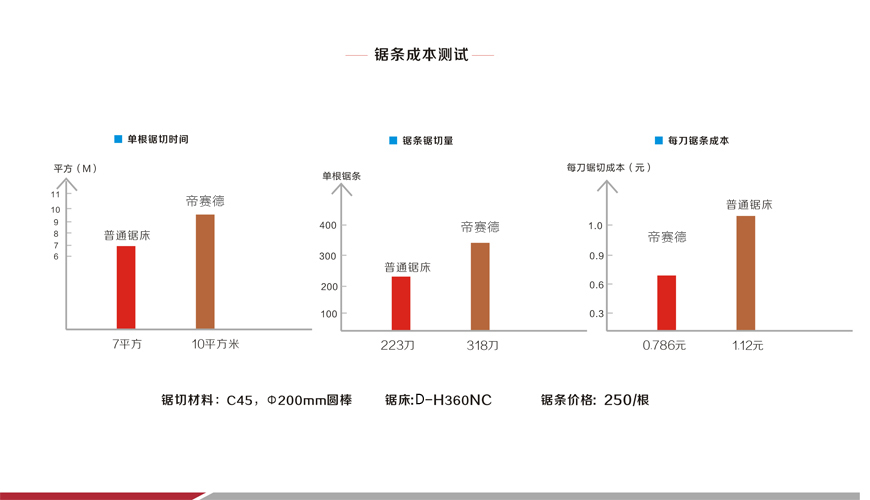 锯条成本测试
单根锯切时间
平方（M）
11
10
9
8
7
6
普通锯床
帝赛德
7平方
10平方米
锯条锯切量
单根锯条
400
300
200
100
普通锯床
帝赛德
223刀
318刀
每刀锯条成本
每刀锯切成本（元）
1.0
0.9
0.6
0.3
帝赛德
普通锯床
0.786元
1.12元
锯切材料：C45，Φ200mm圆棒
锯床:D-H360NC
锯条价格: 250/根